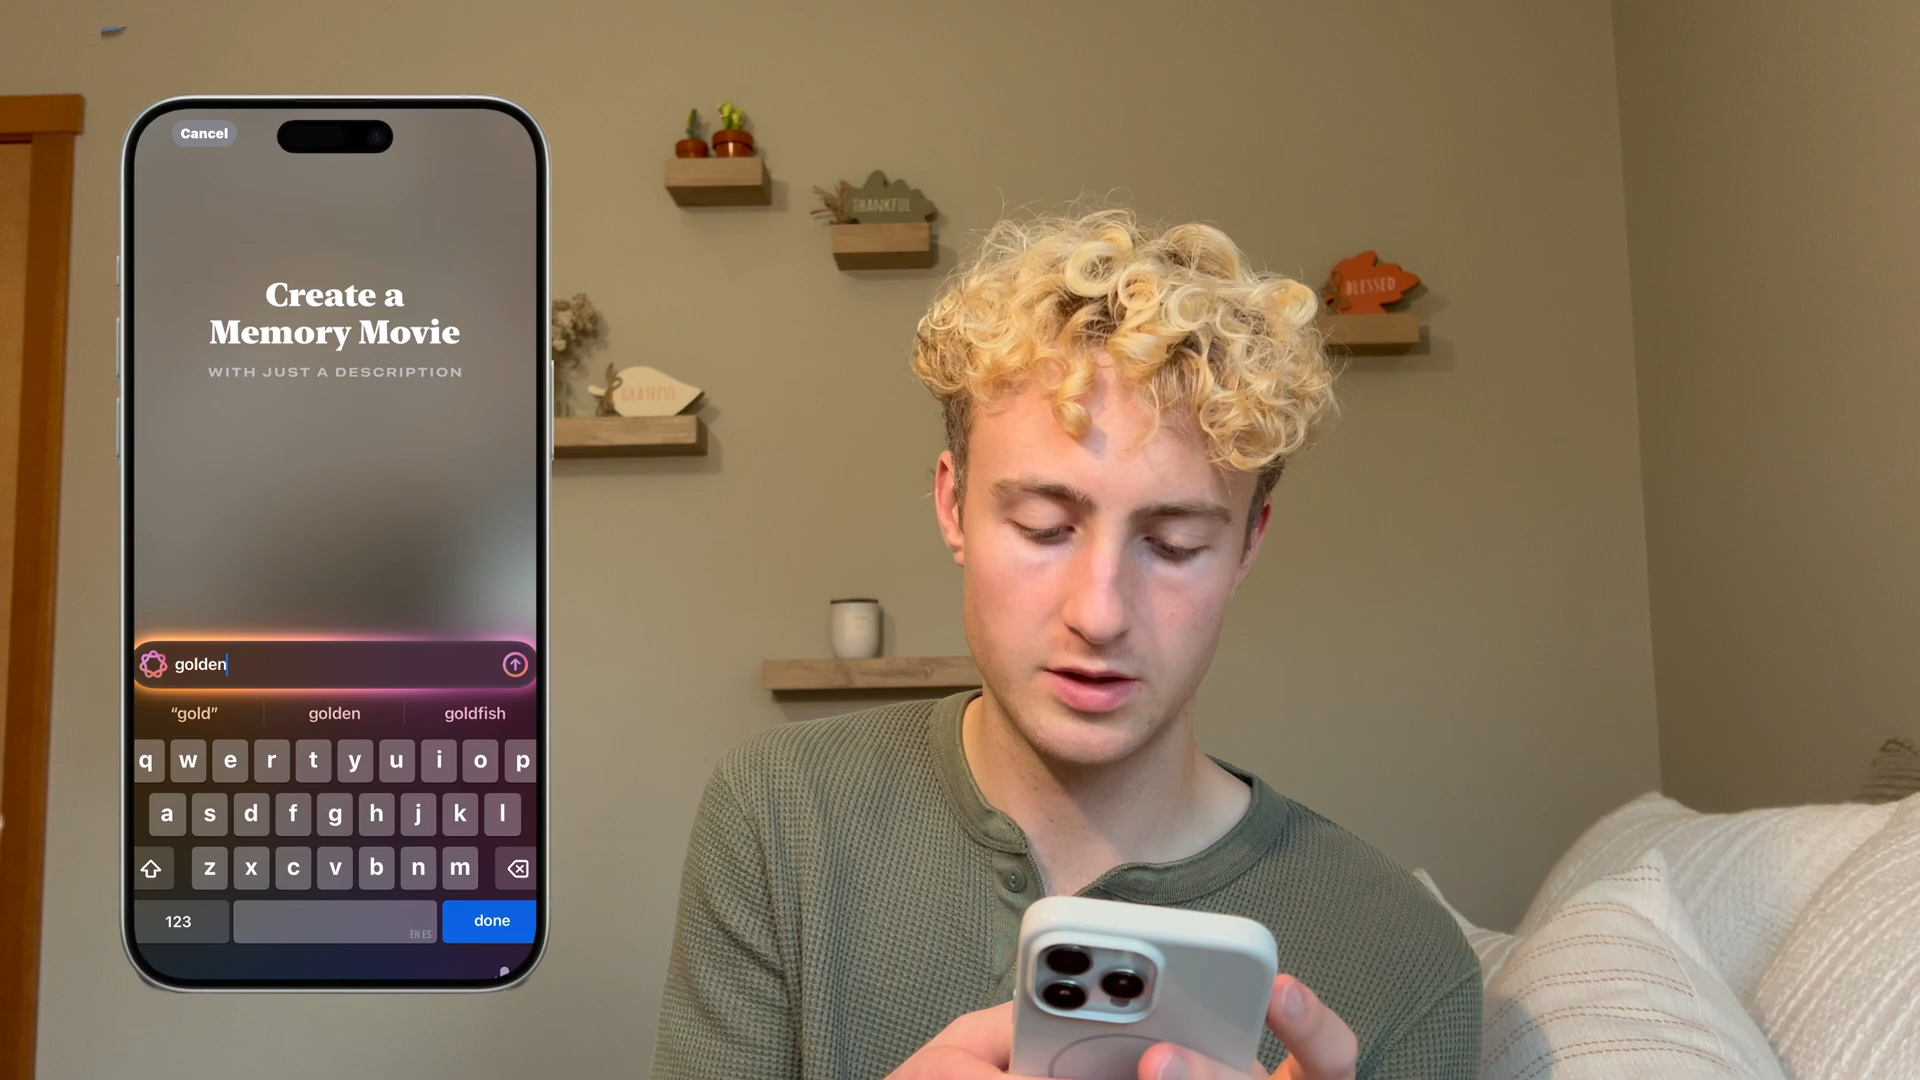 Cancel
Create a
Memory Movie
WITH JUST A DESCRIPTION
golden
“gold” golden goldfish
q w e r t y u i o p
a s d f g h j k l
z x c v b n m
123 EN ES done
THANKFUL
BLESSED
GRATEFUL